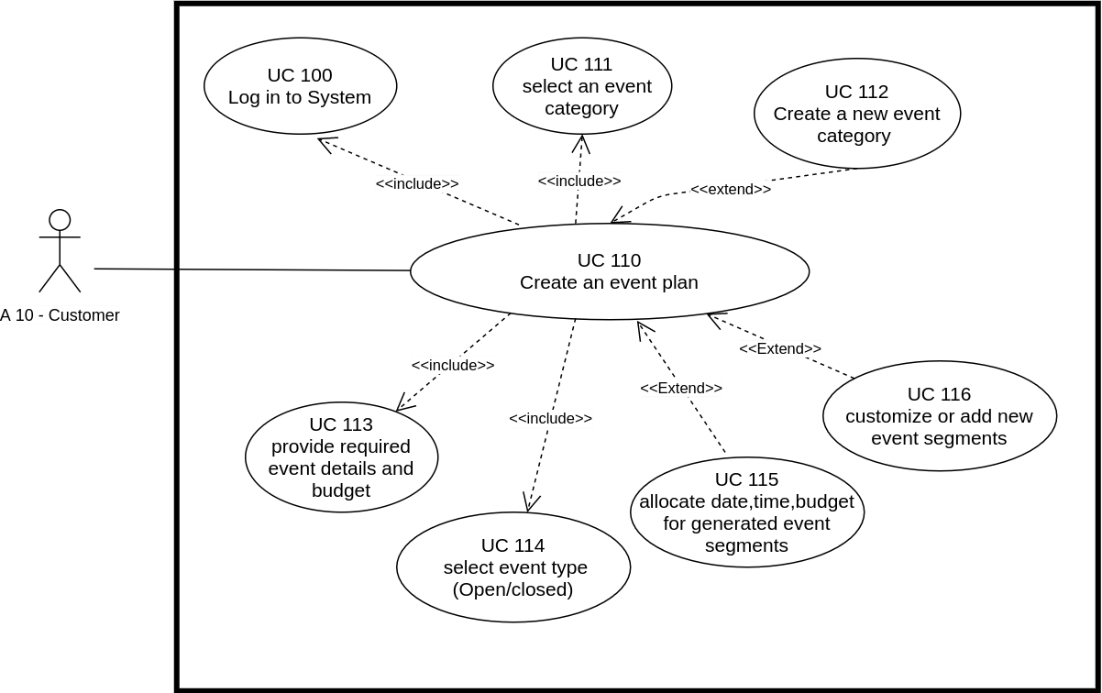 UC 100
Log in to System
UC 111
select an event
category
UC 112
Create a new event
category
<<include>>
<<include>>
<<extend>>
UC 110
Create an event plan
A 10 - Customer
<<include>>
<<include>>
<<Extend>>
<<Extend>>
UC 113
provide required
event details and
budget
UC 114
select event type
(Open/closed)
UC 115
allocate date,time,budget
for generated event
segments
UC 116
customize or add new
event segments